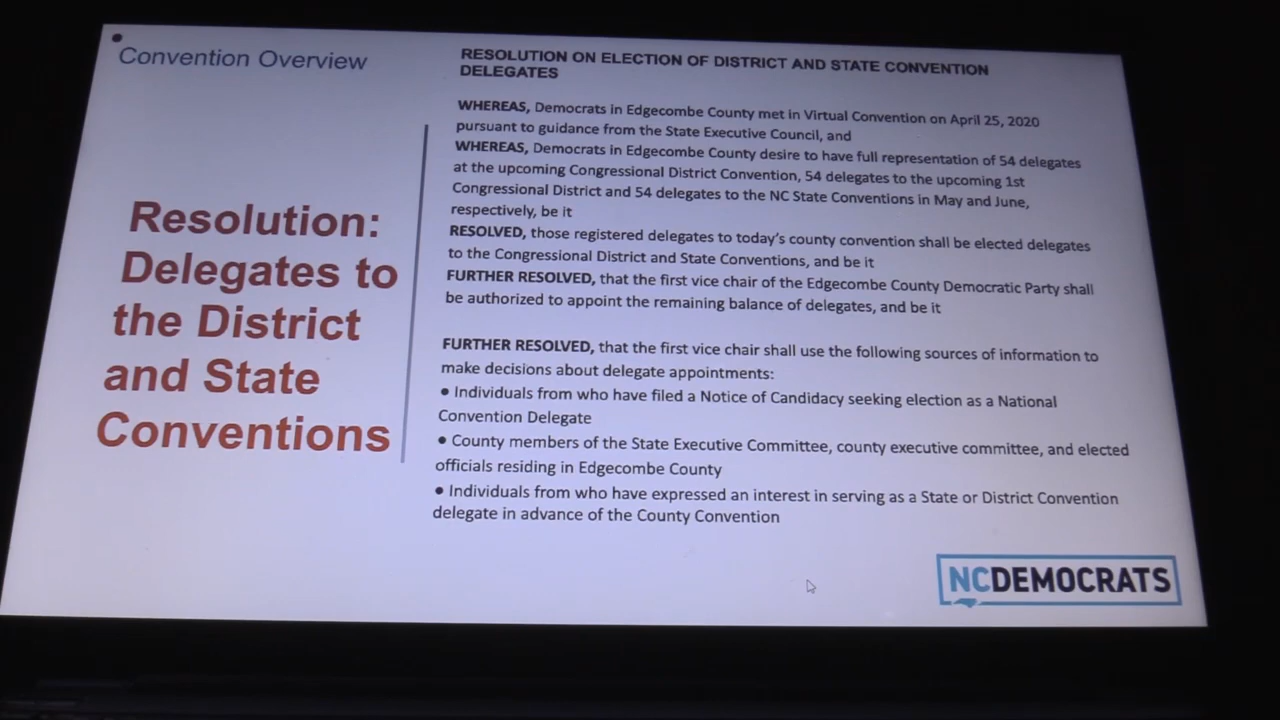 Convention Overview
Resolution:
Delegates to
the District
and State
Conventions
RESOLUTION ON ELECTION OF DISTRICT AND STATE CONVENTION
DELEGATES
WHEREAS, Democrats in Edgecombe County met in Virtual Convention on April 25, 2020
pursuant to guidance from the State Executive Council, and
WHEREAS, Democrats in Edgecombe County desire to have full representation of 54 delegates
at the upcoming Congressional District Convention, 54 delegates to the upcoming 1st
Congressional District and 54 delegates to the NC State Conventions in May and June,
respectively, be it
RESOLVED, those registered delegates to today's county convention shall be elected delegates
to the Congressional District and State Conventions, and be it
FURTHER RESOLVED, that the first vice chair of the Edgecombe County Democratic Party shall
be authorized to appoint the remaining balance of delegates, and be it
FURTHER RESOLVED, that the first vice chair shall use the following sources of information to
make decisions about delegate appointments:
● Individuals from who have filed a Notice of Candidacy seeking election as a National
Convention Delegate
● County members of the State Executive Committee, county executive committee, and elected
officials residing in Edgecombe County
● Individuals from who have expressed an interest in serving as a State or District Convention
delegate in advance of the County Convention
NCDEMOCRATS